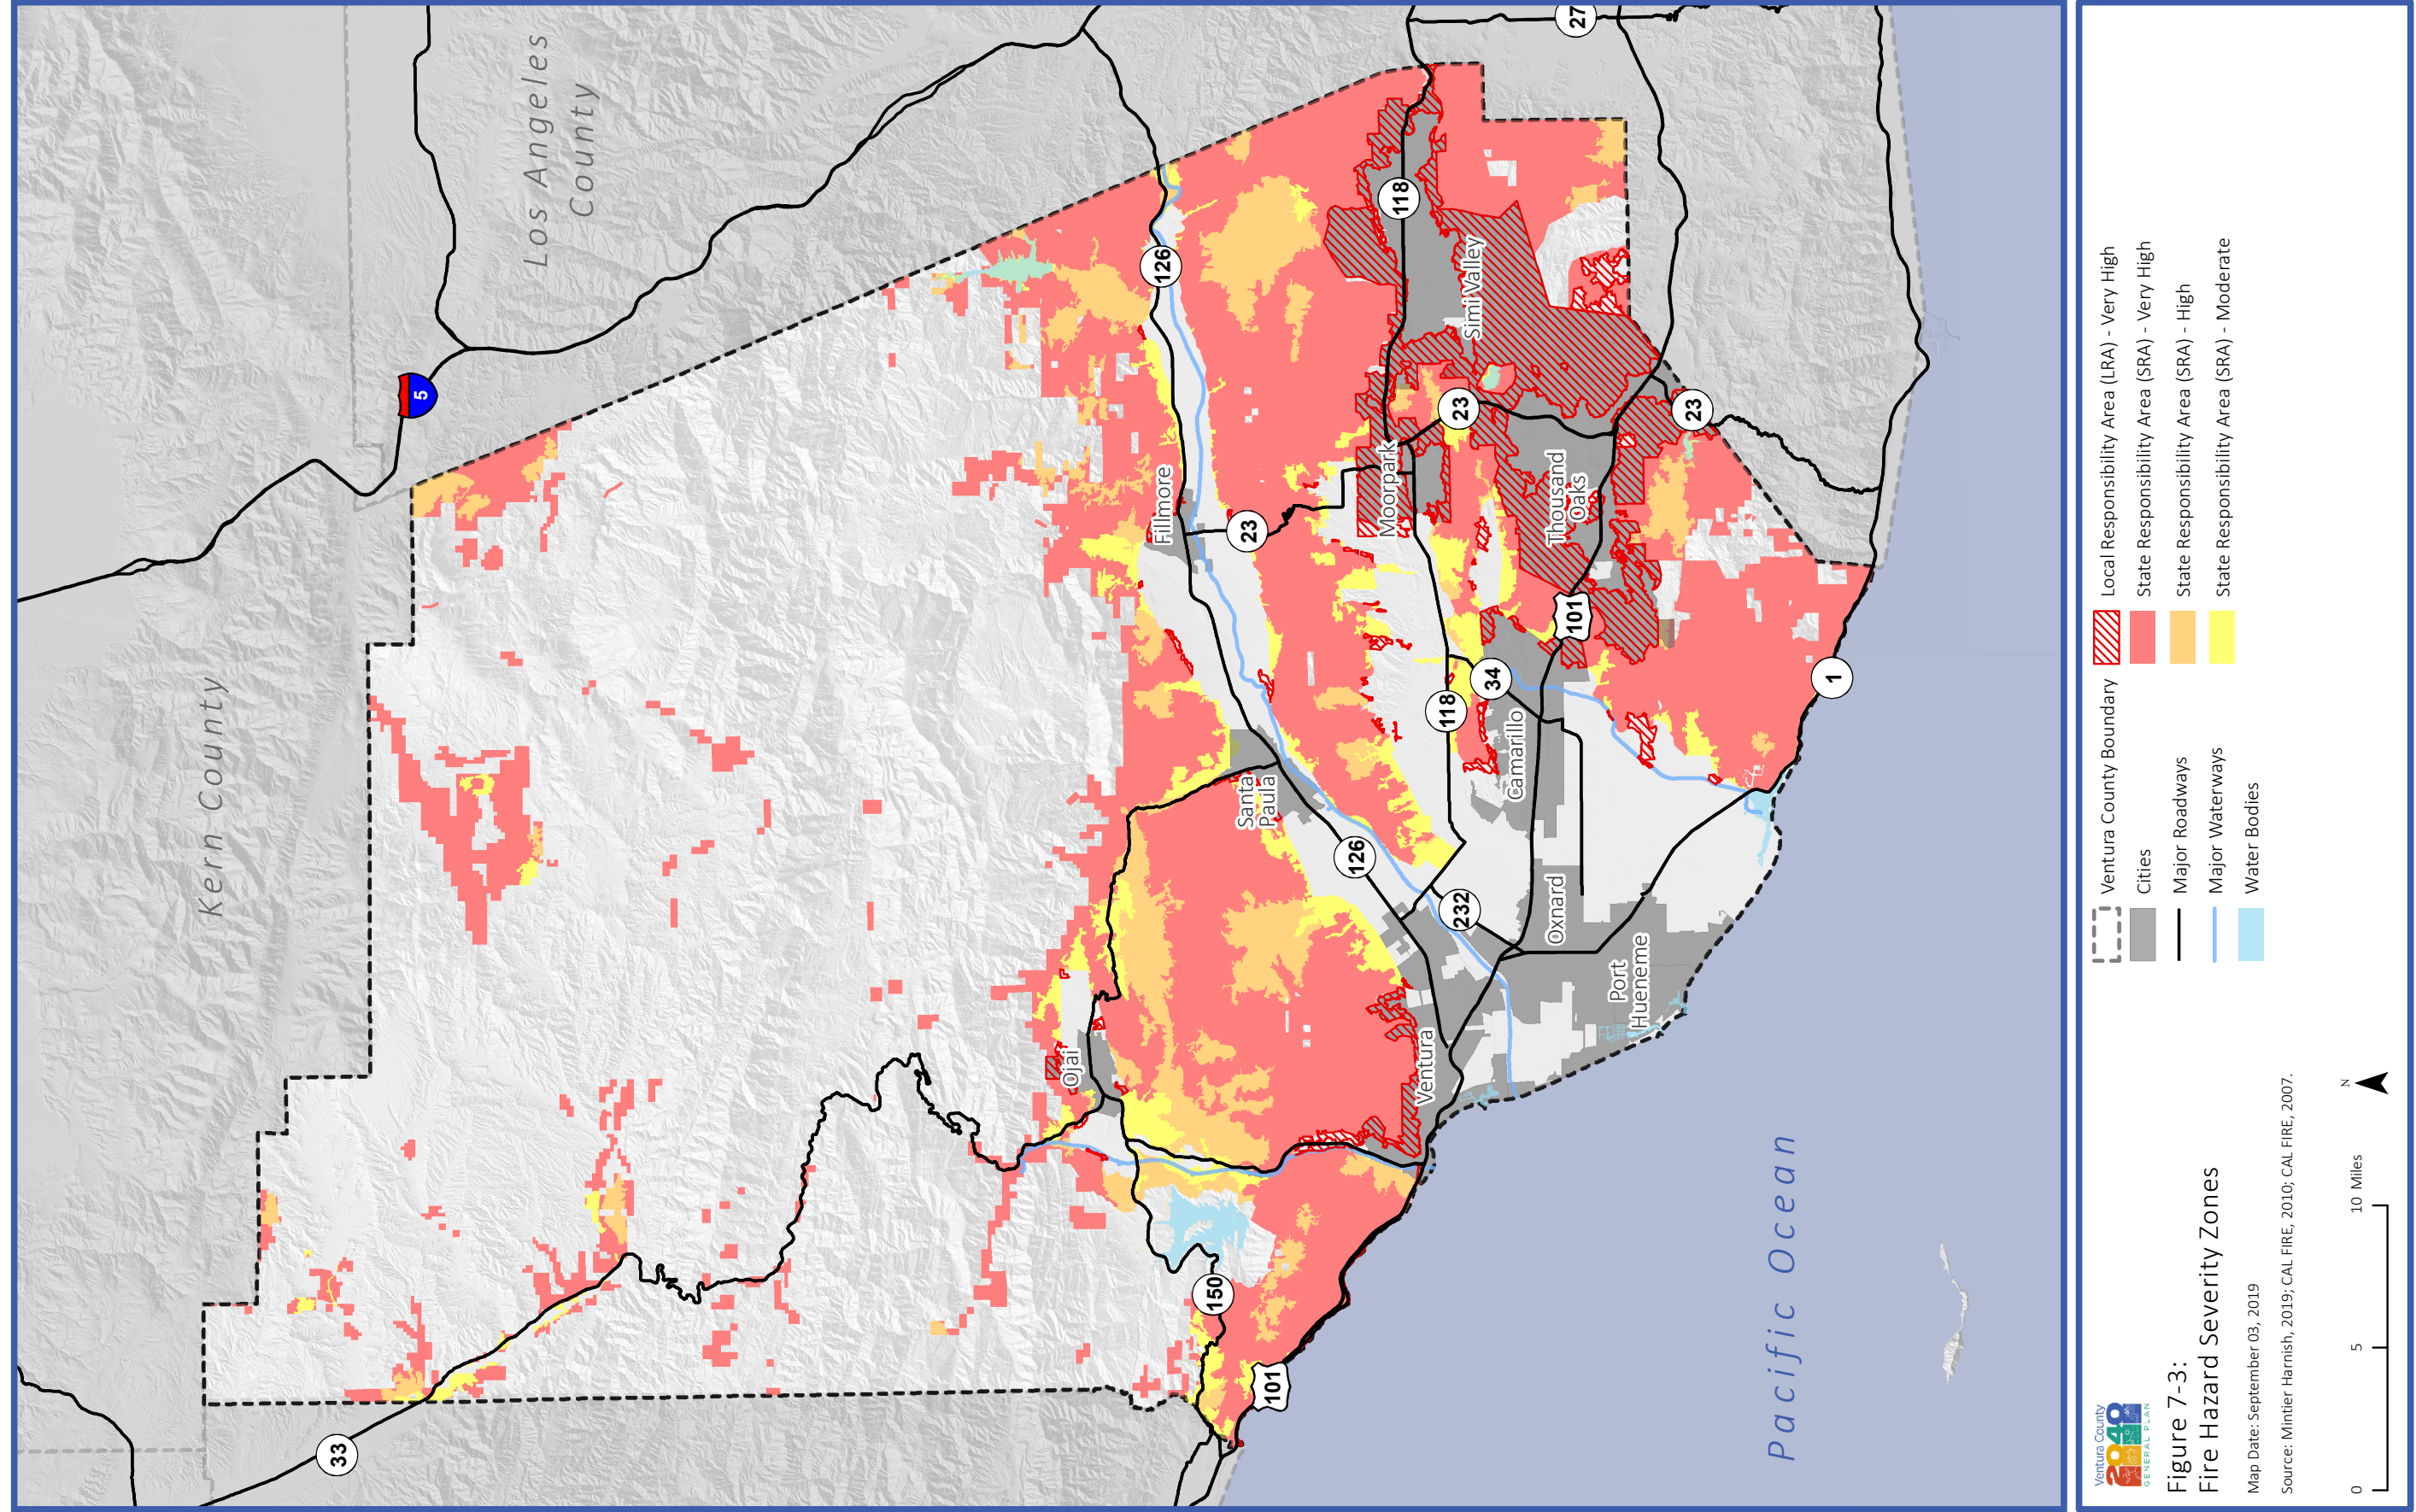 Kern County
Los Angeles
County
5
33
126
Fillmore
23
118
Simi Valley
23
Moorpark
Thousand
Oaks
23
27
101
34
118
Camarillo
Santa
Paula
126
232
Oxnard
Port
Hueneme
Ojai
Ventura
150
101
1
Pacific Ocean
Ventura County
2040
GENERAL PLAN
Figure 7-3:
Fire Hazard Severity Zones
Map Date: September 03, 2019
Source: Mintier Harnish, 2019; CAL FIRE, 2010; CAL FIRE, 2007.
0 5 10 Miles
N
Ventura County Boundary
Cities
Major Roadways
Major Waterways
Water Bodies
Local Responsibility Area (LRA) - Very High
State Responsibility Area (SRA) - Very High
State Responsibility Area (SRA) - High
State Responsibility Area (SRA) - Moderate